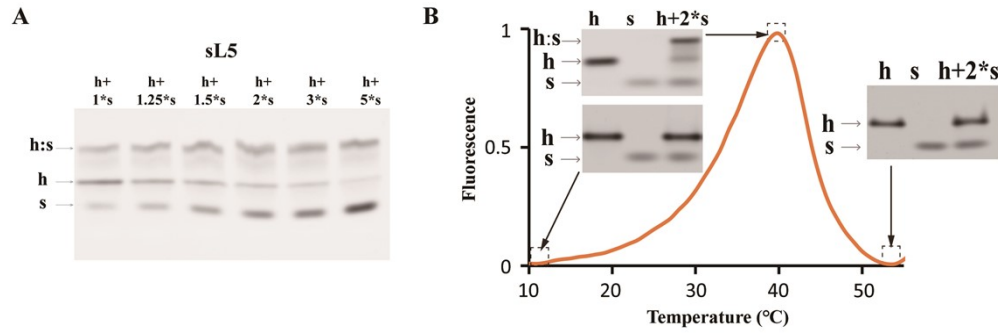 A
sL5
h+ h+ h+ h+ h+ h+
1*s 1.25*s 1.5*s 2*s 3*s 5*s
h:s
h
s
B
h s h+2*s
h:s
h
s
h
s
h s h+2*s
h
s
Fluorescence
1
0.5
0
10 20 30 40 50
Temperature (℃)